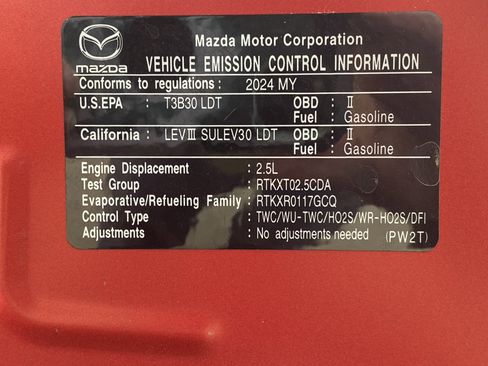 Mazda Motor Corporation
mazda VEHICLE EMISSION CONTROL INFORMATION
Conforms to regulations: 2024 MY
U.S.EPA : T3B30 LDT OBD : II
Fuel : Gasoline
California : LEVIII SULEV30 LDT OBD : II
Fuel : Gasoline
Engine Displacement : 2.5L
Test Group : RTKXT02.5CDA
Evaporative/Refueling Family : RTKXR0117GCQ
Control Type : TWC/WU-TWC/HO2S/WR-HO2S/DFI
Adjustments : No adjustments needed (PW2T)